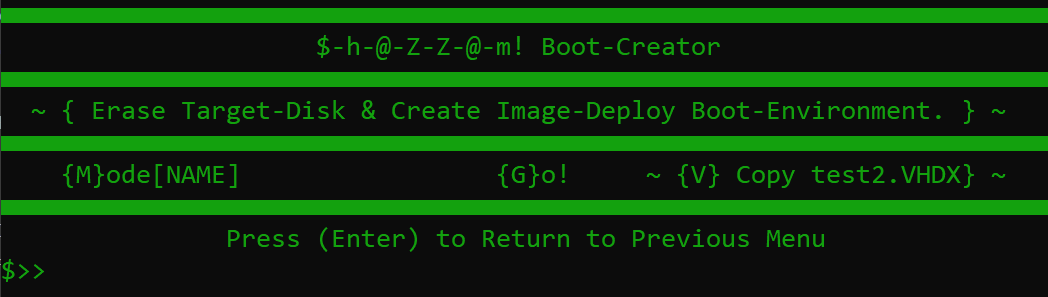 $-h-@-Z-Z-@-m! Boot-Creator
~ { Erase Target-Disk & Create Image-Deploy Boot-Environment. } ~
{M}ode[NAME] {G}o! ~ {V} Copy test2.VHDX} ~
Press (Enter) to Return to Previous Menu
$>>